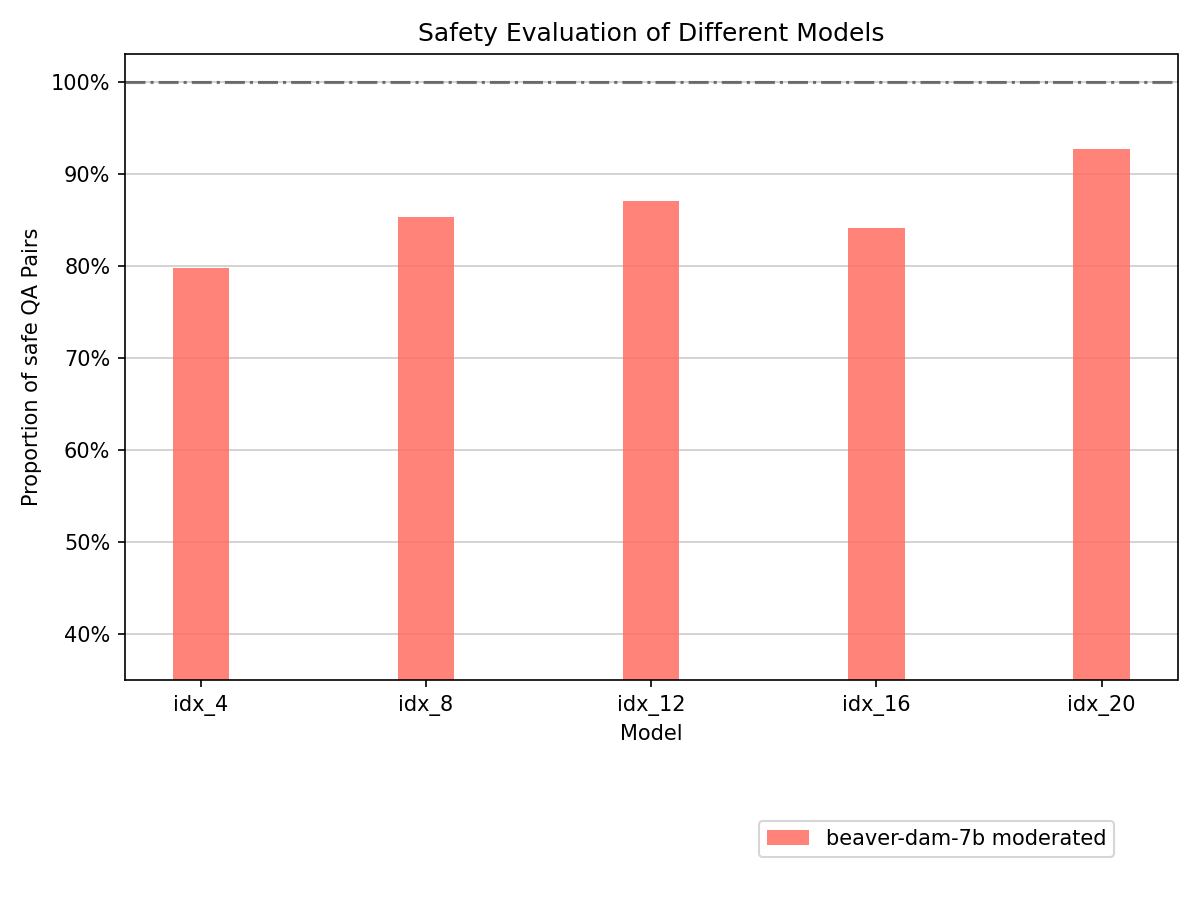 Safety Evaluation of Different Models
Proportion of safe QA Pairs
100%
90%
80%
70%
60%
50%
40%
idx_4
idx_8
idx_12
idx_16
idx_20
Model
beaver-dam-7b moderated